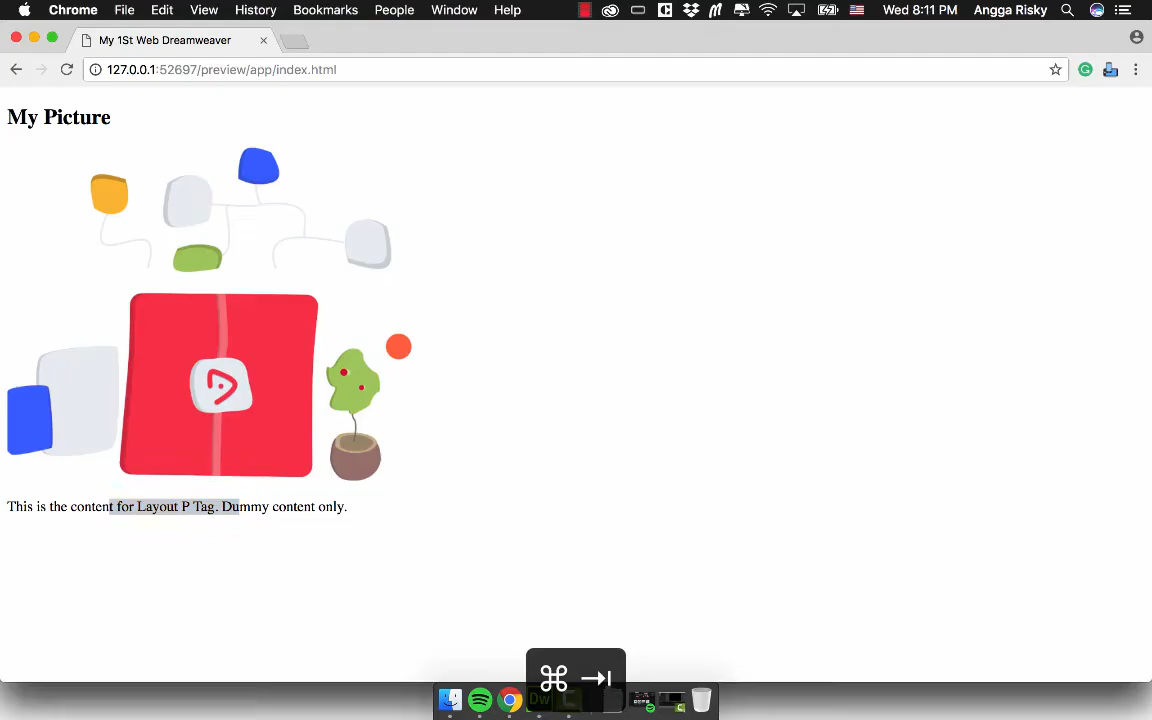 Chrome File Edit View History Bookmarks People Window Help Wed 8:11 PM Angga Risky
My 1St Web Dreamweaver
127.0.0.1:52697/preview/app/index.html
My Picture
This is the content for Layout P Tag. Dummy content only.
Dw